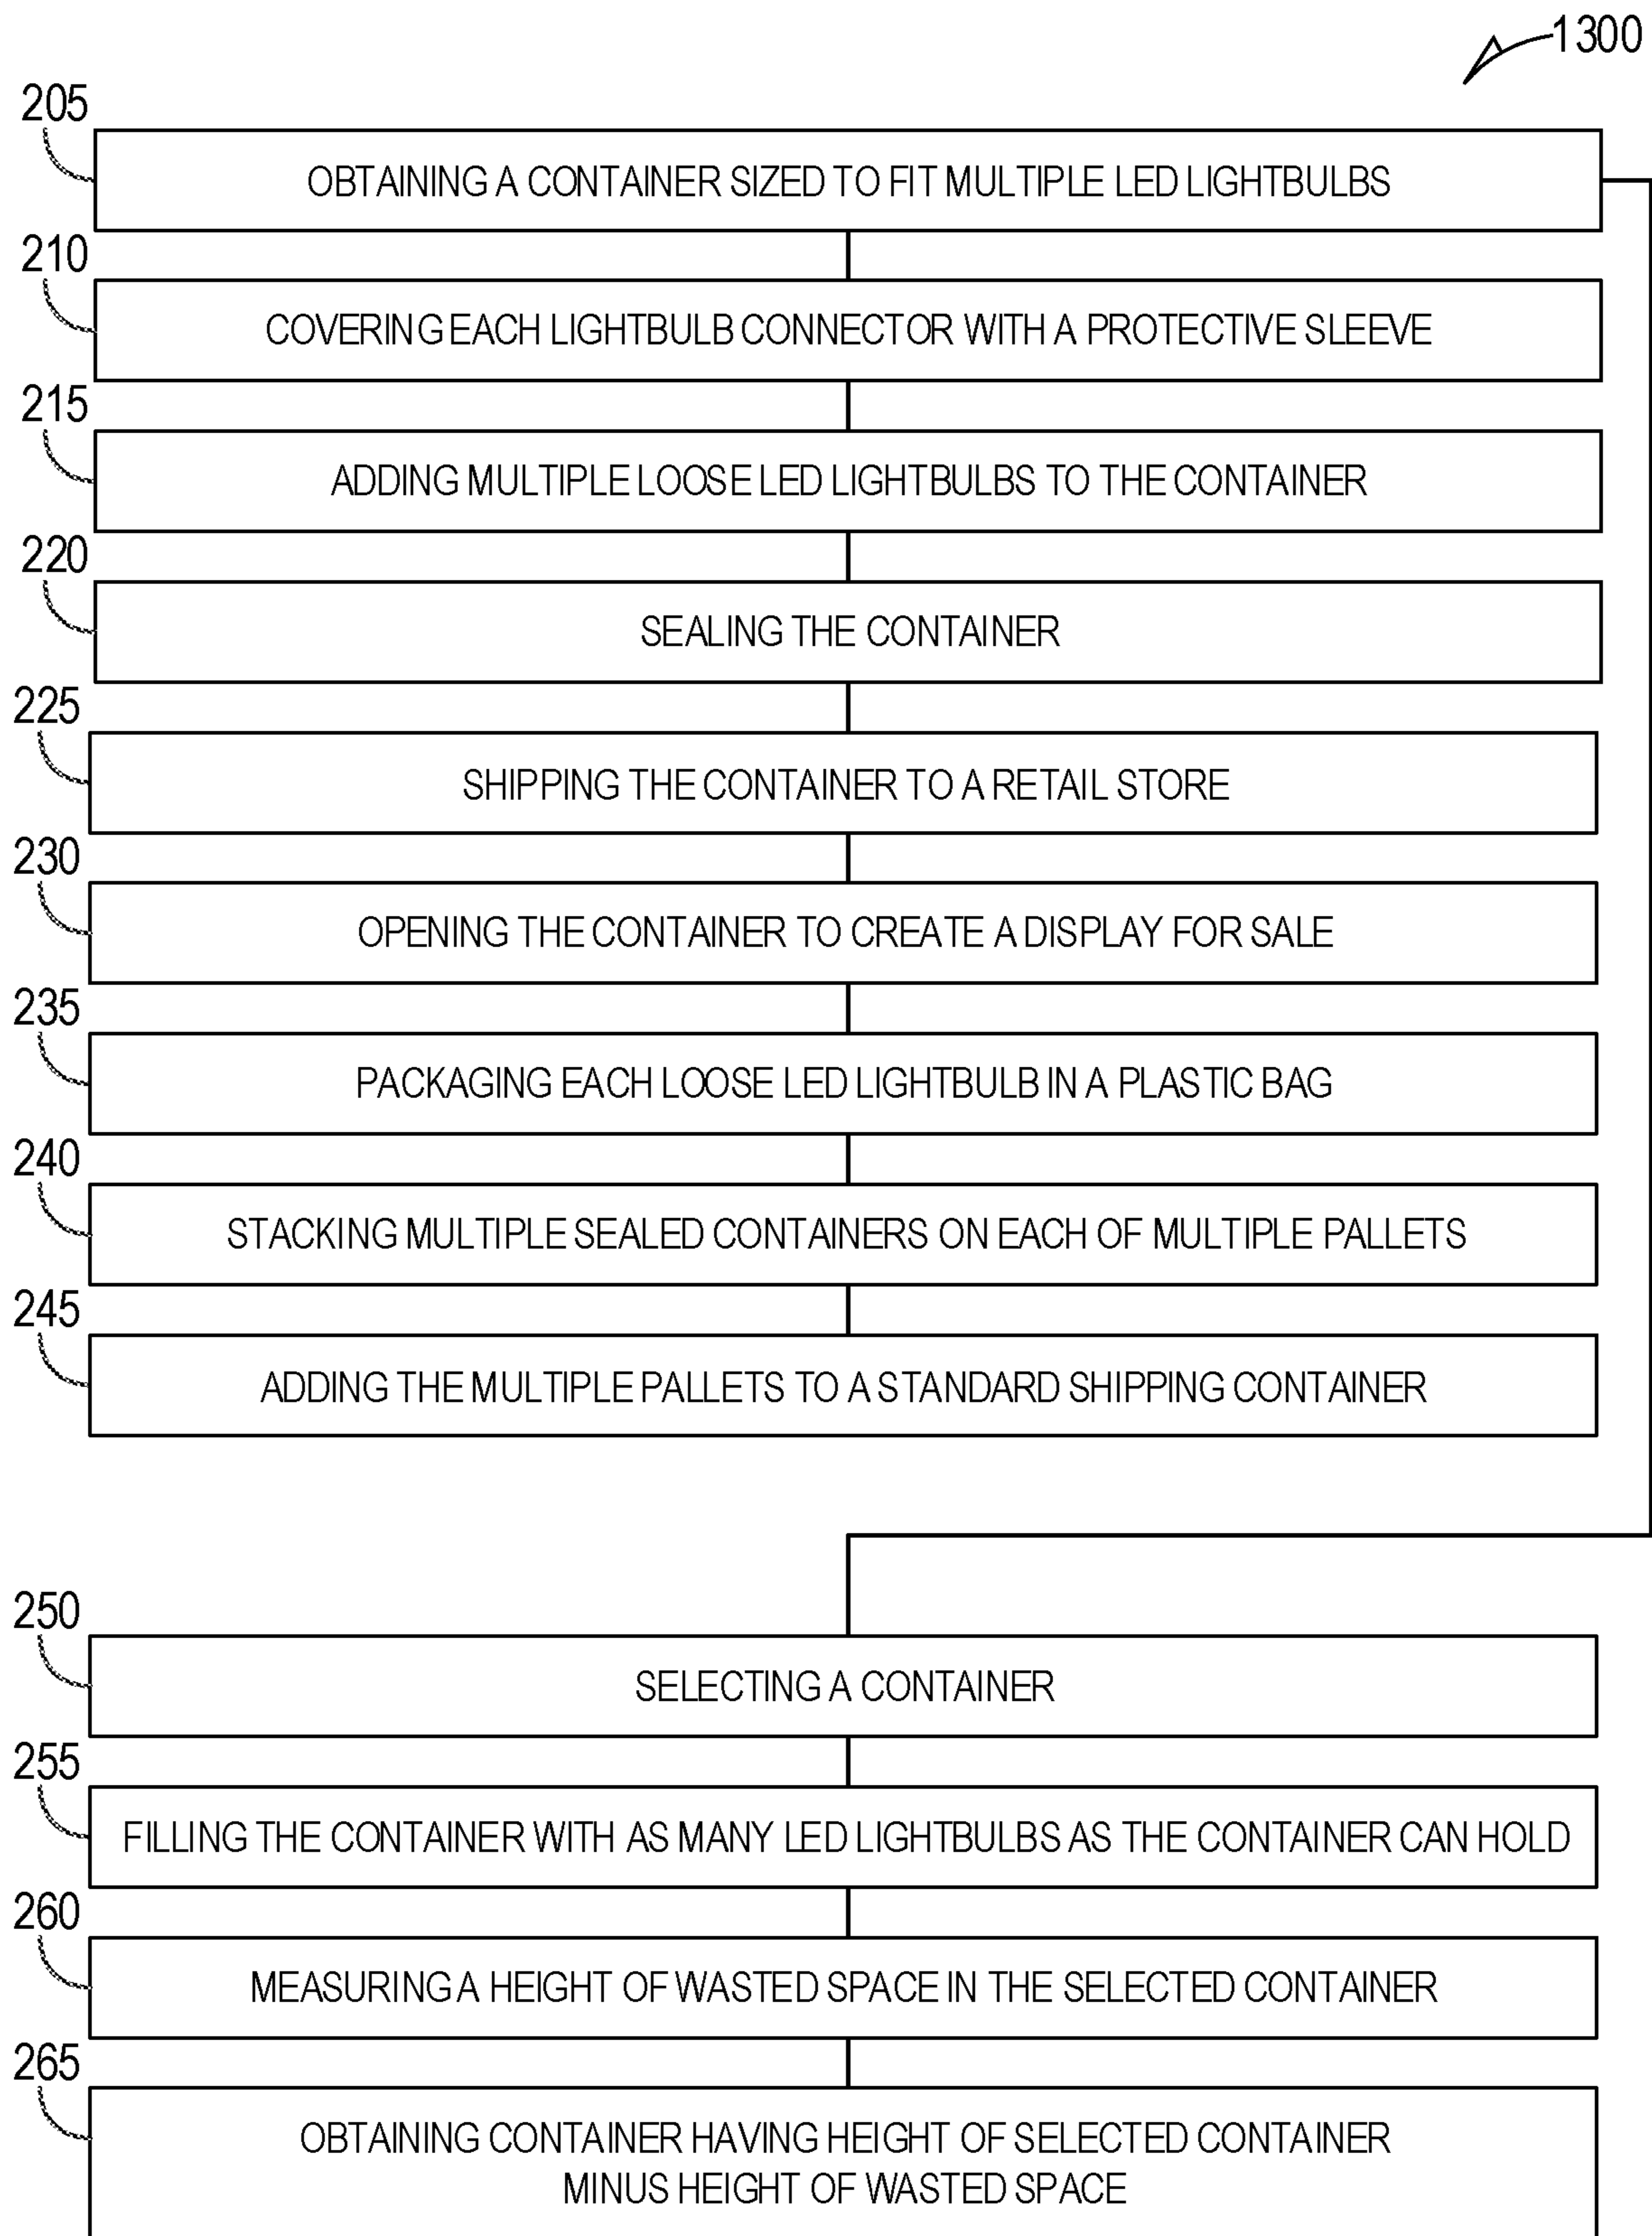 1300
205
OBTAINING A CONTAINER SIZED TO FIT MULTIPLE LED LIGHTBULBS
210
COVERING EACH LIGHTBULB CONNECTOR WITH A PROTECTIVE SLEEVE
215
ADDING MULTIPLE LOOSE LED LIGHTBULBS TO THE CONTAINER
220
SEALING THE CONTAINER
225
SHIPPING THE CONTAINER TO A RETAIL STORE
230
OPENING THE CONTAINER TO CREATE A DISPLAY FOR SALE
235
PACKAGING EACH LOOSE LED LIGHTBULB IN A PLASTIC BAG
240
STACKING MULTIPLE SEALED CONTAINERS ON EACH OF MULTIPLE PALLETS
245
ADDING THE MULTIPLE PALLETS TO A STANDARD SHIPPING CONTAINER
250
SELECTING A CONTAINER
255
FILLING THE CONTAINER WITH AS MANY LED LIGHTBULBS AS THE CONTAINER CAN HOLD
260
MEASURING A HEIGHT OF WASTED SPACE IN THE SELECTED CONTAINER
265
OBTAINING CONTAINER HAVING HEIGHT OF SELECTED CONTAINER
MINUS HEIGHT OF WASTED SPACE